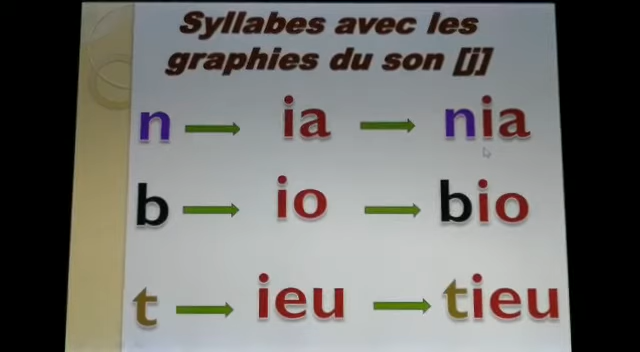 Syllabes avec les
graphies du son [j]
n → ia → nia
b → io → bio
t → ieu → tieu